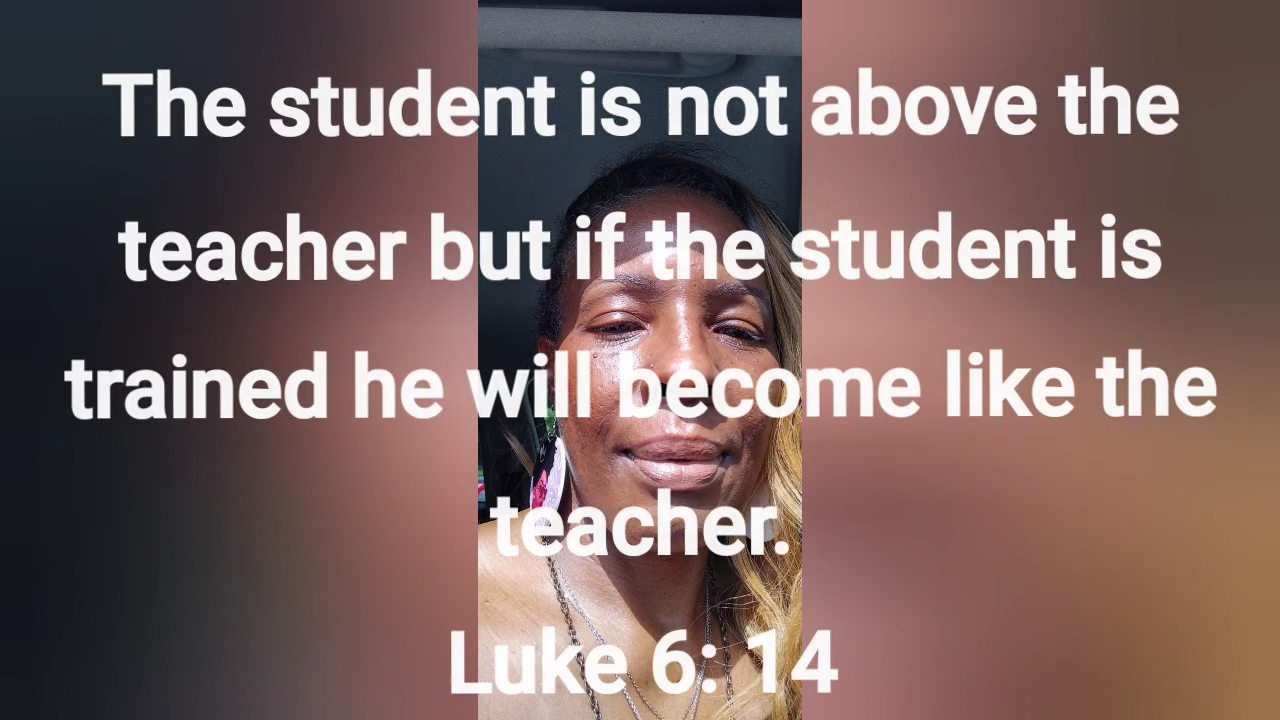 The student is not above the
teacher but if the student is
trained he will become like the
teacher.
Luke 6: 14